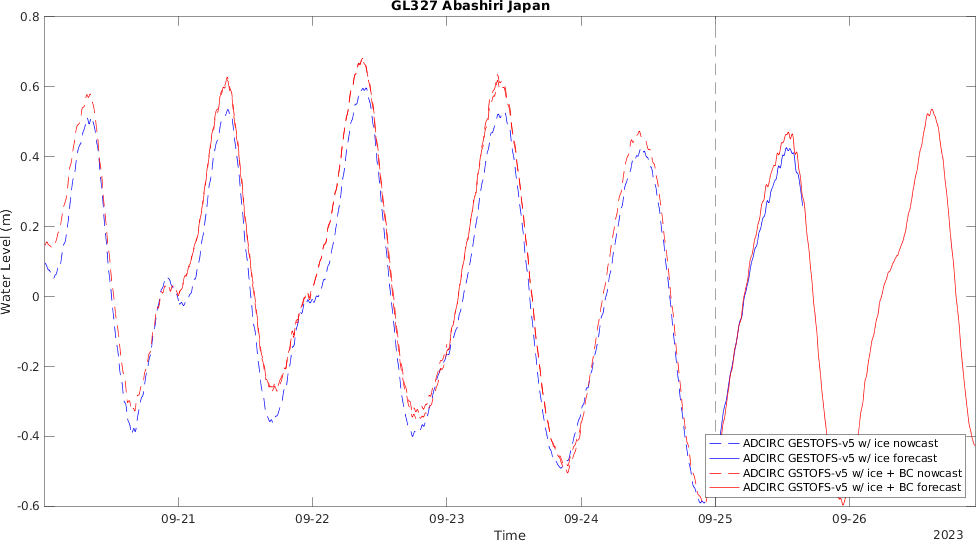 GL327 Abashiri Japan
0.8
0.6
0.4
0.2
0
-0.2
-0.4
-0.6
Water Level (m)
ADCIRC GESTOFS-v5 w/ ice nowcast
ADCIRC GESTOFS-v5 w/ ice forecast
ADCIRC GSTOFS-v5 w/ ice + BC nowcast
ADCIRC GSTOFS-v5 w/ ice + BC forecast
09-21 09-22 09-23 09-24 09-25 09-26
Time
2023